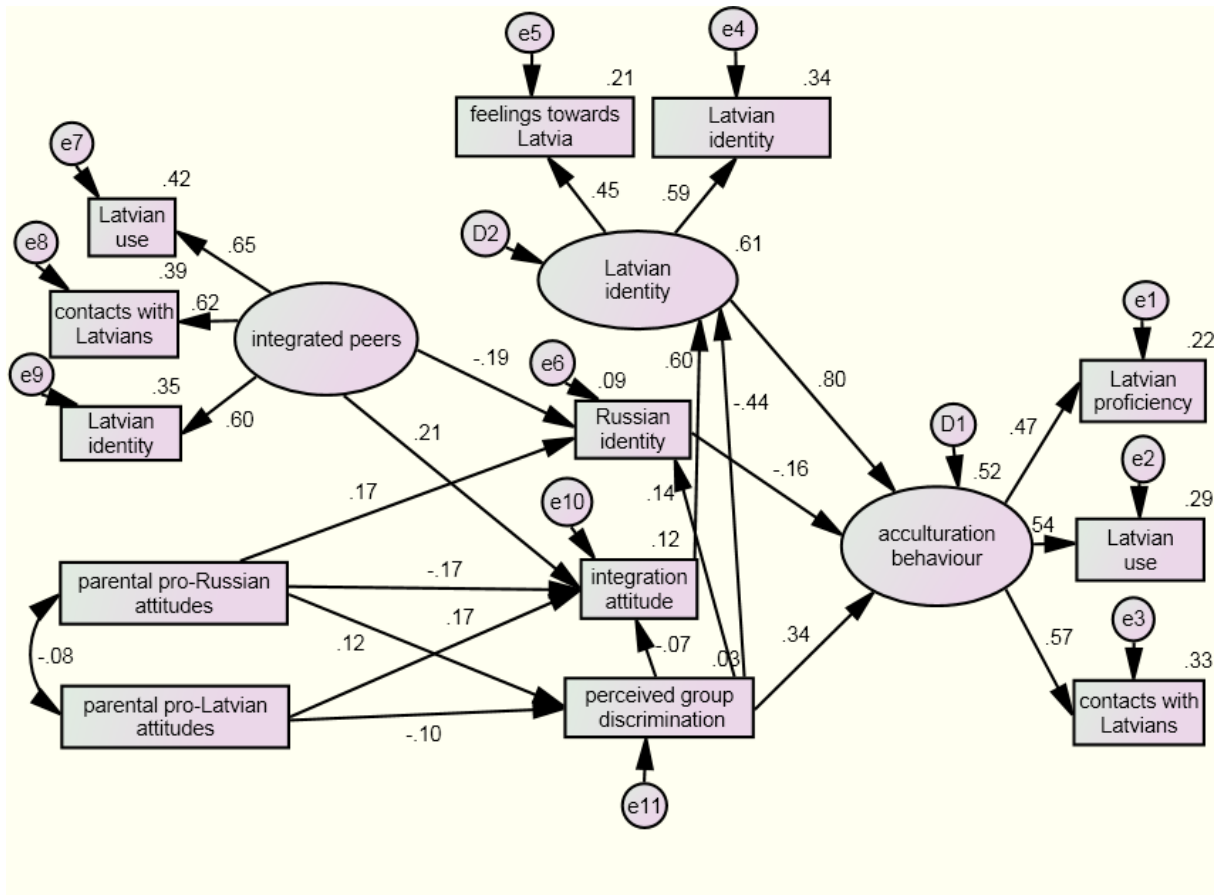 e5
e4
.21
.34
feelings towards
Latvia
Latvian
identity
e7
.42
.45
.59
Latvian
use
D2
e8
.65
.61
Latvian
identity
.39
contacts with
Latvians
.62
integrated peers
e1
.22
e9
.35
-.19
e6
.09
.60
.80
Latvian
proficiency
Latvian
identity
.60
Russian
identity
-.44
D1
.47
e2
.21
.52
-.16
.17
.14
.29
e10
.12
acculturation
behaviour
54
Latvian
use
parental pro-Russian
attitudes
-.17
integration
attitude
.17
e3
.12
.34
.57
-.07
.03
.33
-.08
parental pro-Latvian
attitudes
perceived group
discrimination
contacts with
Latvians
-.10
e11